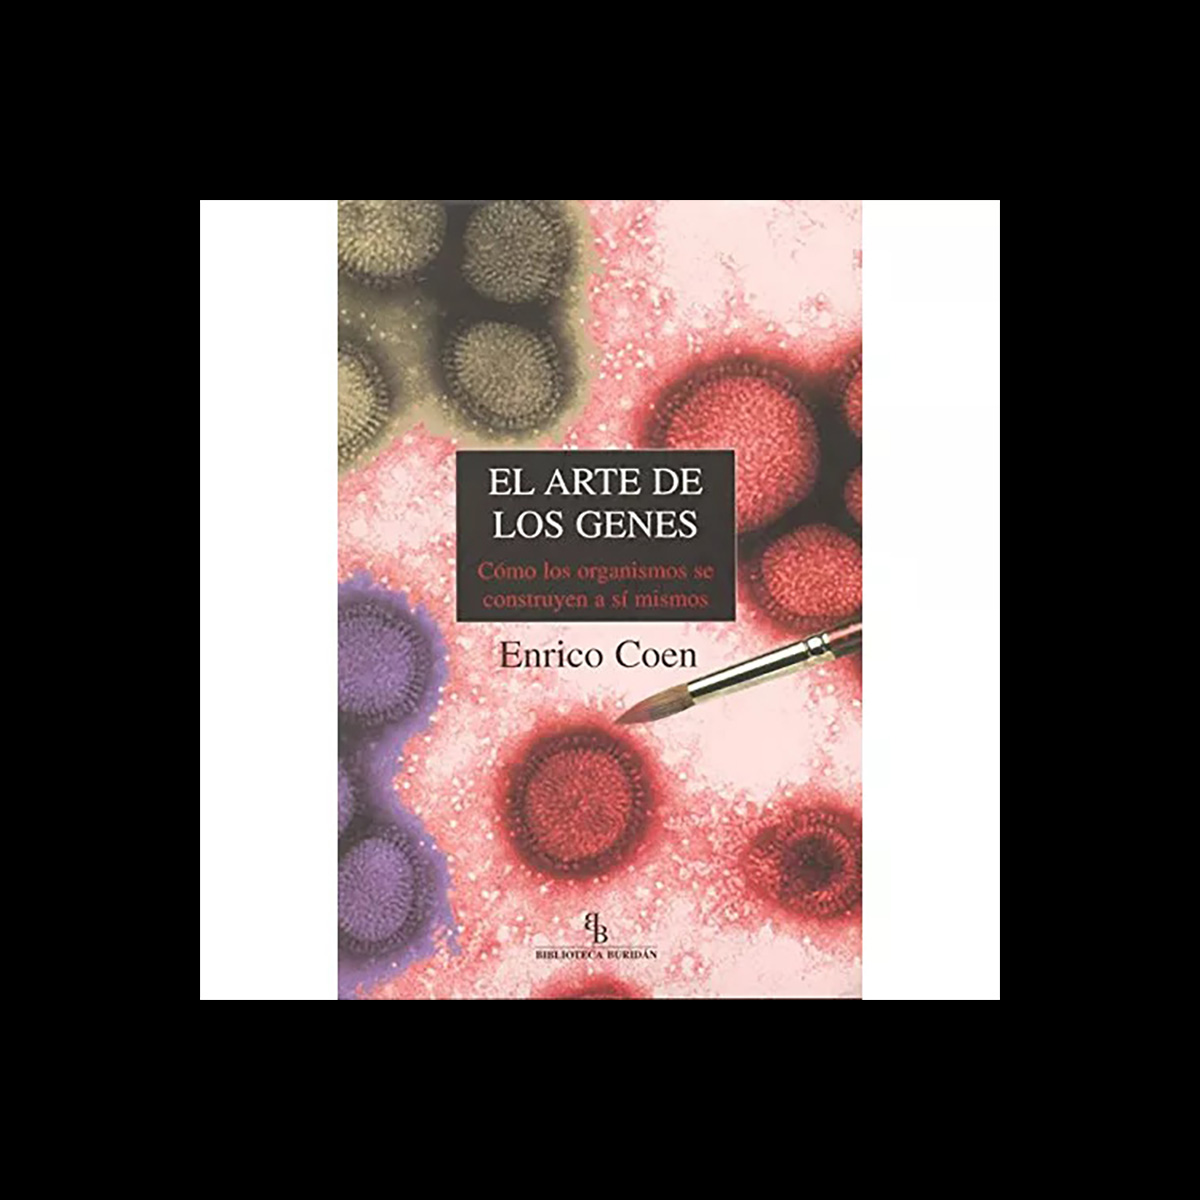 EL ARTE DE
LOS GENES
Cómo los organismos se
construyen a sí mismos
Enrico Coen
BB
BIBLIOTECA BURIDÁN